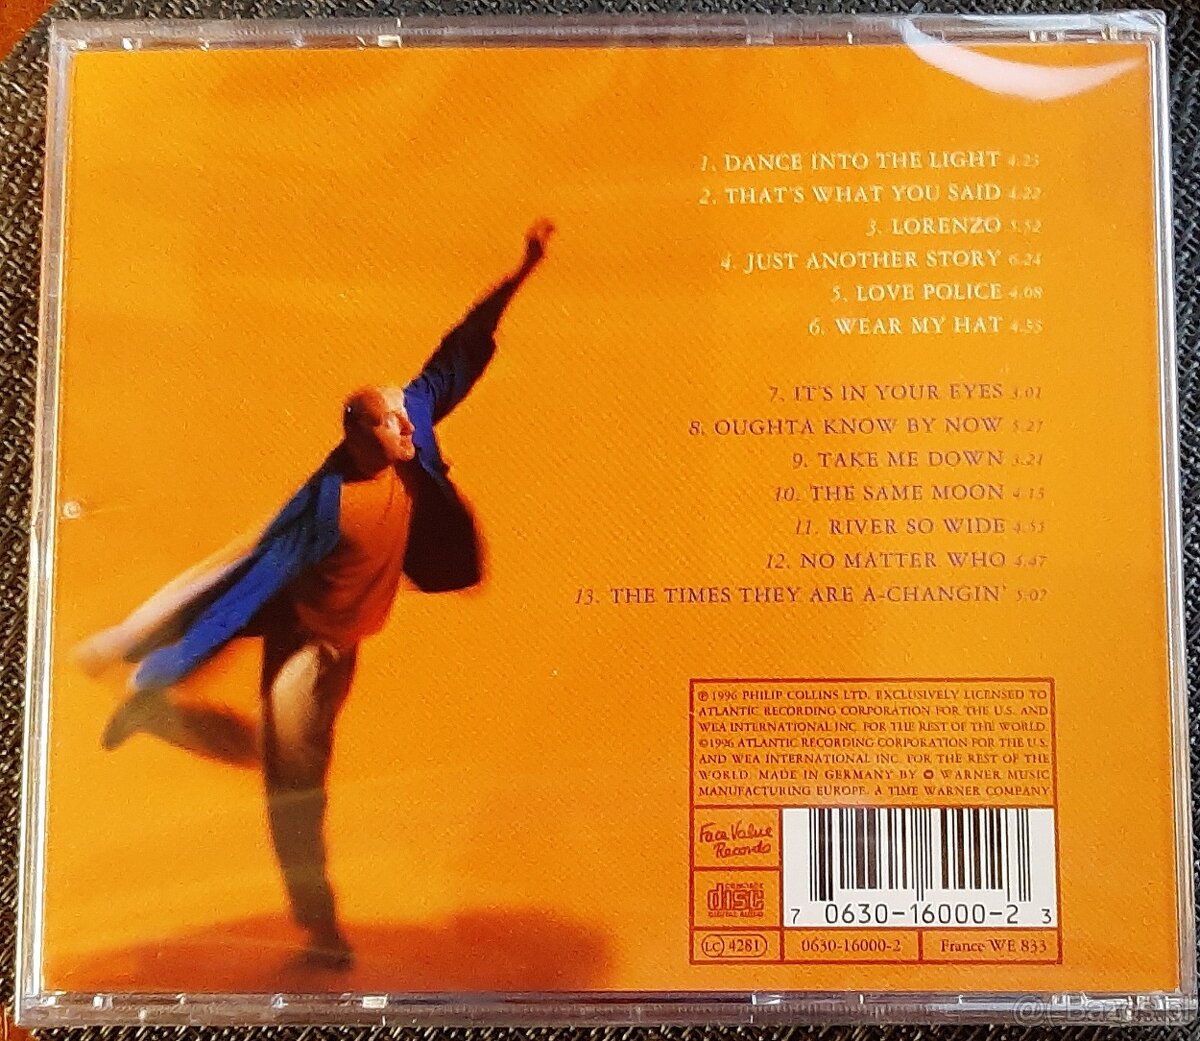 1. DANCE INTO THE LIGHT 4:25
2. THAT'S WHAT YOU SAID 4:22
3. LORENZO 5:52
4. JUST ANOTHER STORY 6:24
5. LOVE POLICE 4:08
6. WEAR MY HAT 4:33
7. IT'S IN YOUR EYES 3:01
8. OUGHTA KNOW BY NOW 5:27
9. TAKE ME DOWN 3:21
10. THE SAME MOON 4:15
11. RIVER SO WIDE 4:55
12. NO MATTER WHO 4:47
13. THE TIMES THEY ARE A-CHANGIN' 5:07
℗ 1996 PHILIP COLLINS LTD. EXCLUSIVELY LICENSED TO
ATLANTIC RECORDING CORPORATION FOR THE U.S. AND
WEA INTERNATIONAL INC. FOR THE REST OF THE WORLD.
©1996 ATLANTIC RECORDING CORPORATION FOR THE U.S.
AND WEA INTERNATIONAL INC. FOR THE REST OF THE
WORLD. MADE IN GERMANY BY WARNER MUSIC
MANUFACTURING EUROPE. A TIME WARNER COMPANY
Face Value
Records
COMPACT
disc
DIGITAL AUDIO
7 0630-16000-2 3
LC 4281
0630-16000-2
France WE 833